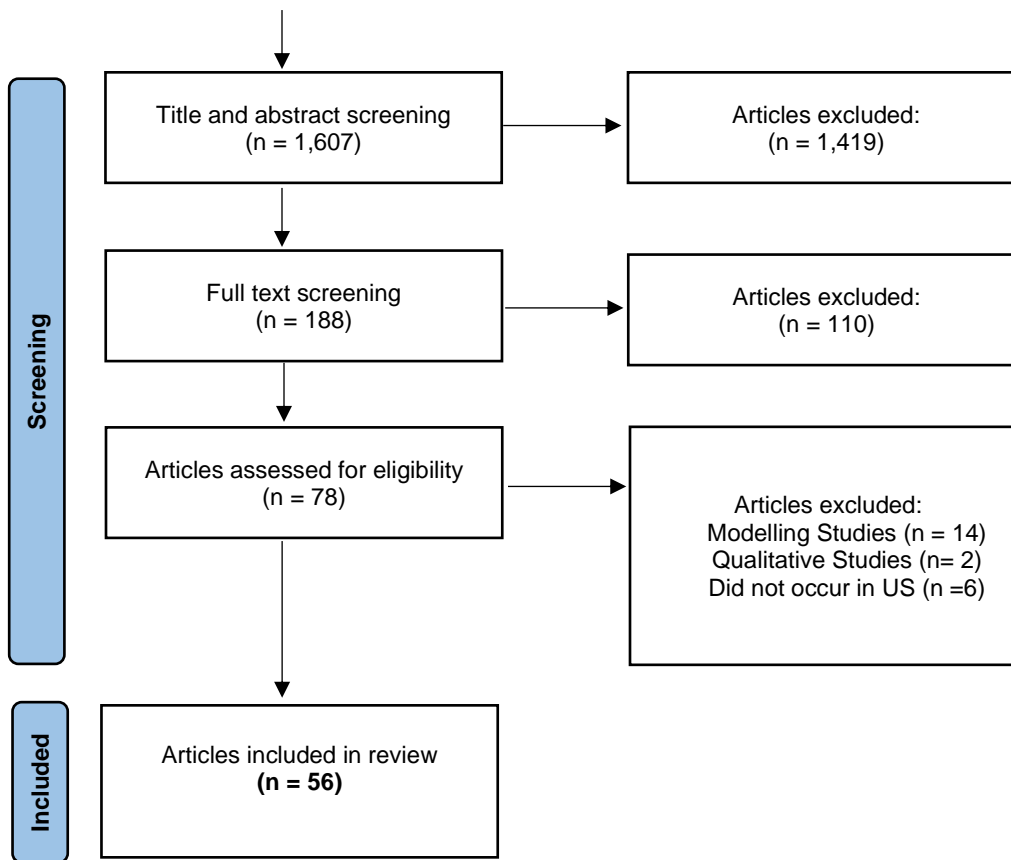 Screening
Title and abstract screening
(n = 1,607)
Articles excluded:
(n = 1,419)
Full text screening
(n = 188)
Articles excluded:
(n = 110)
Articles assessed for eligibility
(n = 78)
Articles excluded:
Modelling Studies (n = 14)
Qualitative Studies (n= 2)
Did not occur in US (n =6)
Included
Articles included in review
(n = 56)